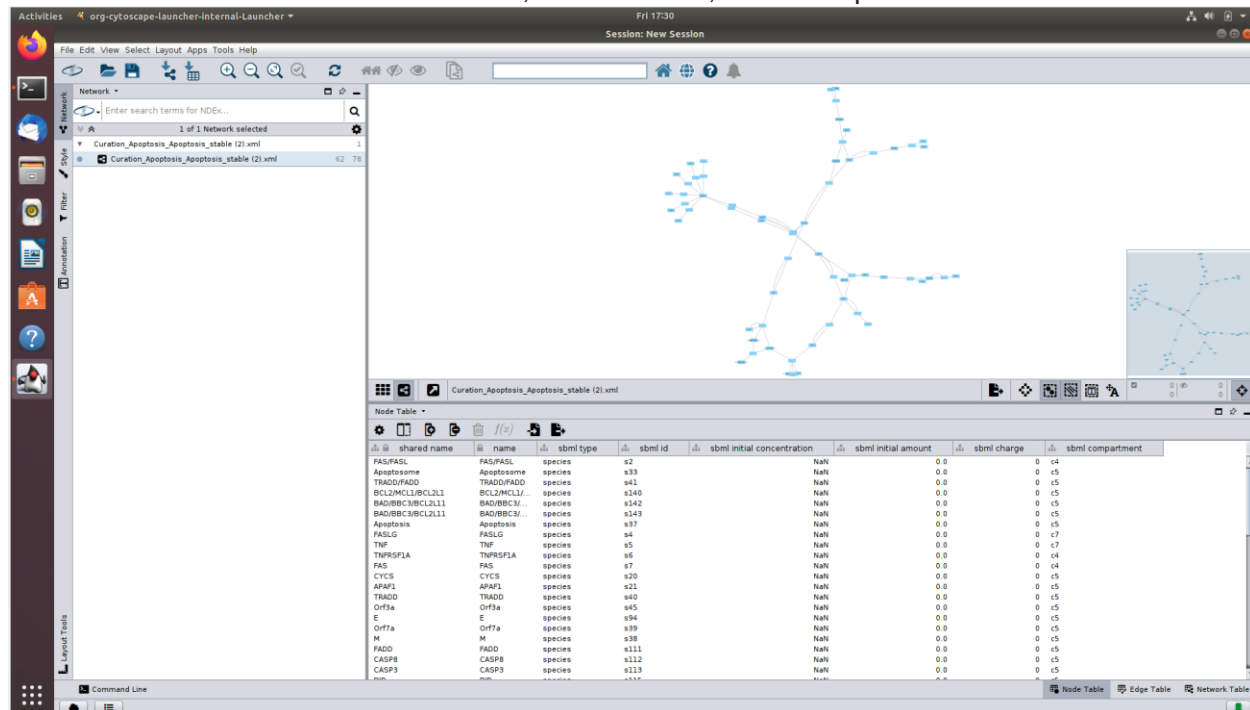 Activities org-cytoscape-launcher-internal-Launcher Fri 17:30
Session: New Session
File Edit View Select Layout Apps Tools Help
Network
Enter search terms for NDEx...
1 of 1 Network selected
Curation_Apoptosis_Apoptosis_stable (2).xml 1
Curation_Apoptosis_Apoptosis_stable (2).xml 62 78
Network
Style
Filter
Annotation
Layout Tools
Curation_Apoptosis_Apoptosis_stable (2).xml 0 0
0 0
Node Table
f(x)
shared name name sbml type sbml id sbml initial concentration sbml initial amount sbml charge sbml compartment
FAS/FASL FAS/FASL species s2 NaN 0.0 0 c4
Apoptosome Apoptosome species s33 NaN 0.0 0 c5
TRADD/FADD TRADD/FADD species s41 NaN 0.0 0 c5
BCL2/MCL1/BCL2L1 BCL2/MCL1/... species s140 NaN 0.0 0 c5
BAD/BBC3/BCL2L11 BAD/BBC3/... species s142 NaN 0.0 0 c5
BAD/BBC3/BCL2L11 BAD/BBC3/... species s143 NaN 0.0 0 c5
Apoptosis Apoptosis species s37 NaN 0.0 0 c5
FASLG FASLG species s4 NaN 0.0 0 c7
TNF TNF species s5 NaN 0.0 0 c7
TNFRSF1A TNFRSF1A species s6 NaN 0.0 0 c4
FAS FAS species s7 NaN 0.0 0 c4
CYCS CYCS species s20 NaN 0.0 0 c5
APAF1 APAF1 species s21 NaN 0.0 0 c5
TRADD TRADD species s40 NaN 0.0 0 c5
Orf3a Orf3a species s45 NaN 0.0 0 c5
E E species s94 NaN 0.0 0 c5
Orf7a Orf7a species s39 NaN 0.0 0 c5
M M species s38 NaN 0.0 0 c5
FADD FADD species s111 NaN 0.0 0 c5
CASP8 CASP8 species s112 NaN 0.0 0 c5
CASP3 CASP3 species s113 NaN 0.0 0 c5
Command Line Node Table Edge Table Network Table